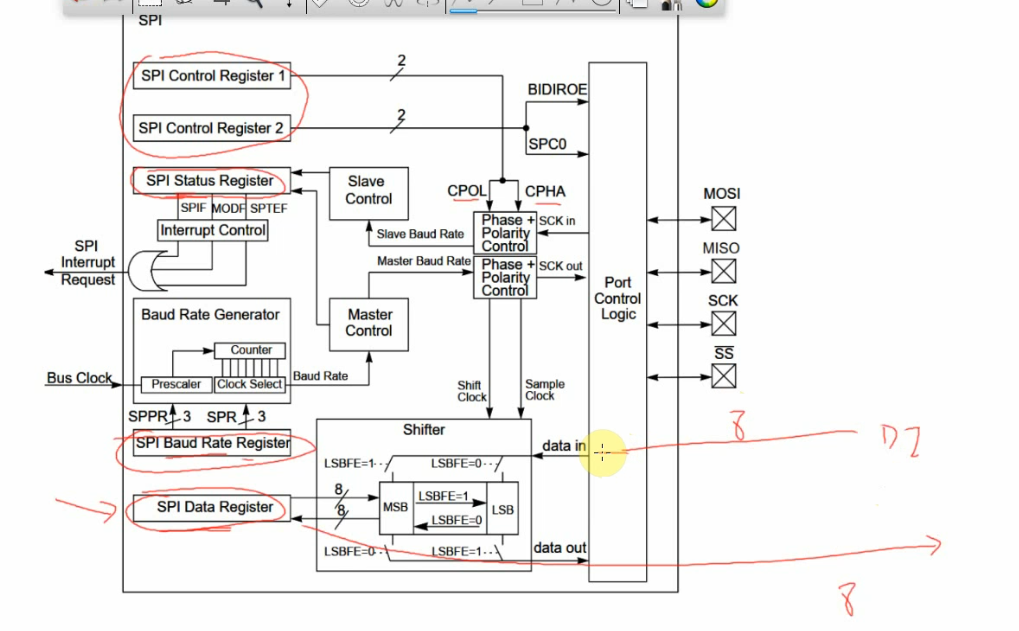 SPI
SPI Control Register 1
2
BIDIROE
SPI Control Register 2
2
SPC0
SPI Status Register
Slave
Control
CPOL
CPHA
SPIF MODF SPTEF
Interrupt Control
Slave Baud Rate
Phase +
Polarity
Control
SCK in
SPI
Interrupt
Request
Master Baud Rate
Phase +
Polarity
Control
SCK out
Port
Control
Logic
MOSI
MISO
SCK
SS
Baud Rate Generator
Counter
Prescaler
Clock Select
Bus Clock
Baud Rate
Master
Control
Shift
Clock
Sample
Clock
SPPR 3
SPR 3
SPI Baud Rate Register
Shifter
data in
8
LSBFE=1
LSBFE=0
SPI Data Register
8
8
MSB
LSBFE=1
LSBFE=0
LSB
LSBFE=0
LSBFE=1
data out
8